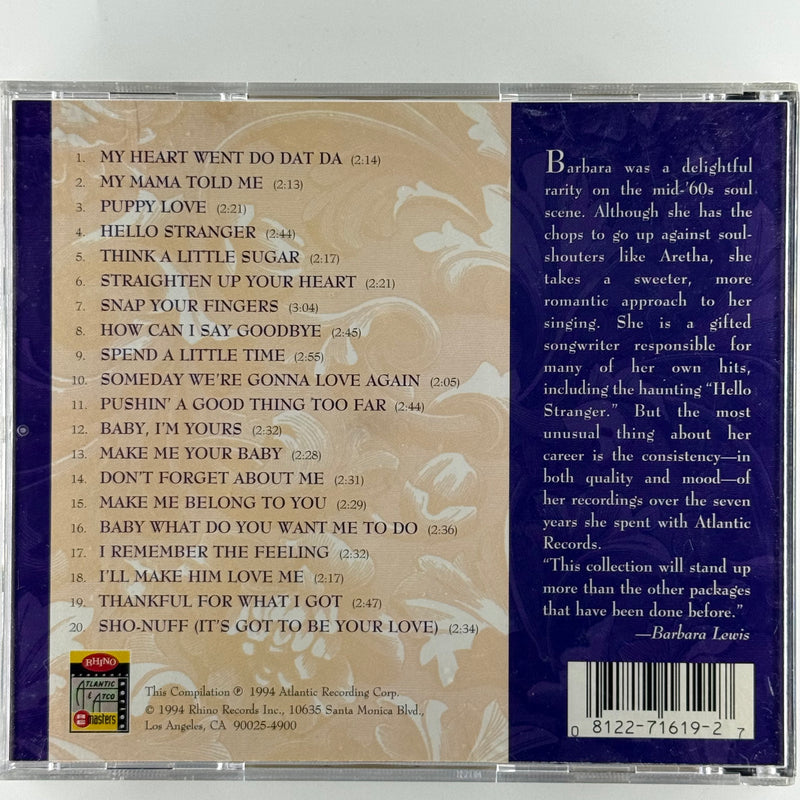 1. MY HEART WENT DO DAT DA (2:14)
2. MY MAMA TOLD ME (2:13)
3. PUPPY LOVE (2:21)
4. HELLO STRANGER (2:44)
5. THINK A LITTLE SUGAR (2:17)
6. STRAIGHTEN UP YOUR HEART (2:21)
7. SNAP YOUR FINGERS (3:04)
8. HOW CAN I SAY GOODBYE (2:45)
9. SPEND A LITTLE TIME (2:55)
10. SOMEDAY WE'RE GONNA LOVE AGAIN (2:05)
11. PUSHIN' A GOOD THING TOO FAR (2:44)
12. BABY, I'M YOURS (2:32)
13. MAKE ME YOUR BABY (2:28)
14. DON'T FORGET ABOUT ME (2:31)
15. MAKE ME BELONG TO YOU (2:29)
16. BABY WHAT DO YOU WANT ME TO DO (2:36)
17. I REMEMBER THE FEELING (2:32)
18. I'LL MAKE HIM LOVE ME (2:17)
19. THANKFUL FOR WHAT I GOT (2:47)
20. SHO-NUFF (IT'S GOT TO BE YOUR LOVE) (2:34)
RHINO
ATLANTIC
& ATCO
masters
This Compilation ℗ 1994 Atlantic Recording Corp.
© 1994 Rhino Records Inc., 10635 Santa Monica Blvd.,
Los Angeles, CA 90025-4900
Barbara was a delightful
rarity on the mid-'60s soul
scene. Although she has the
chops to go up against soul-
shouters like Aretha, she
takes a sweeter, more
romantic approach to her
singing. She is a gifted
songwriter responsible for
many of her own hits,
including the haunting "Hello
Stranger." But the most
unusual thing about her
career is the consistency—in
both quality and mood—of
her recordings over the seven
years she spent with Atlantic
Records.
"This collection will stand up
more than the other packages
that have been done before."
—Barbara Lewis
0 8122-71619-2 7